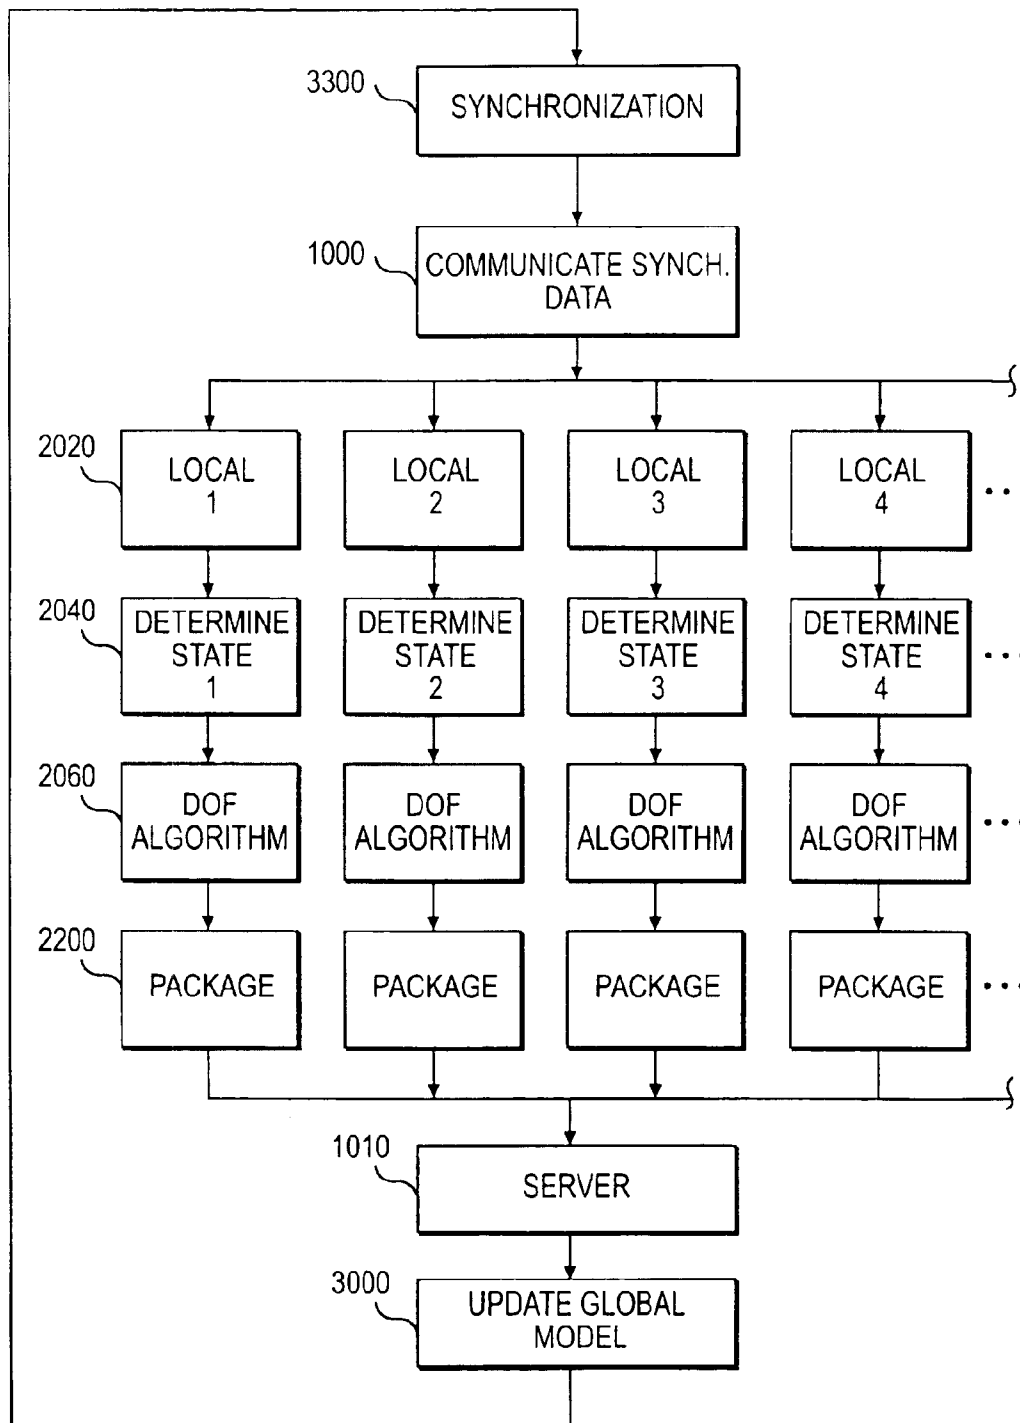 3300
SYNCHRONIZATION
1000
COMMUNICATE SYNCH.
DATA
2020
LOCAL
1
LOCAL
2
LOCAL
3
LOCAL
4
. .
2040
DETERMINE
STATE
1
DETERMINE
STATE
2
DETERMINE
STATE
3
DETERMINE
STATE
4
. . .
2060
DOF
ALGORITHM
DOF
ALGORITHM
DOF
ALGORITHM
DOF
ALGORITHM
. . .
2200
PACKAGE
PACKAGE
PACKAGE
PACKAGE
. . .
1010
SERVER
3000
UPDATE GLOBAL
MODEL